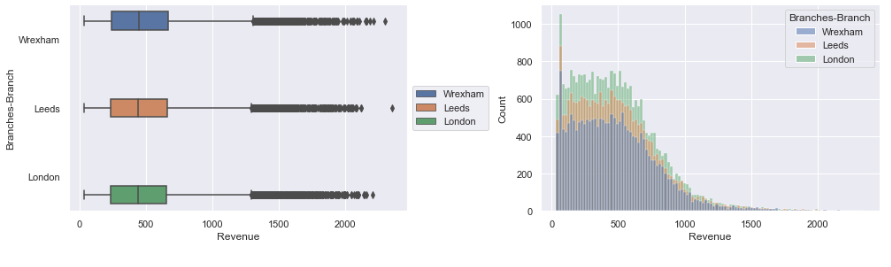 Branches-Branch
Wrexham
Leeds
London
0
500
1000
1500
2000
Revenue
Wrexham
Leeds
London
Count
1000
800
600
400
200
0
0
500
1000
1500
2000
Revenue
Branches-Branch
Wrexham
Leeds
London